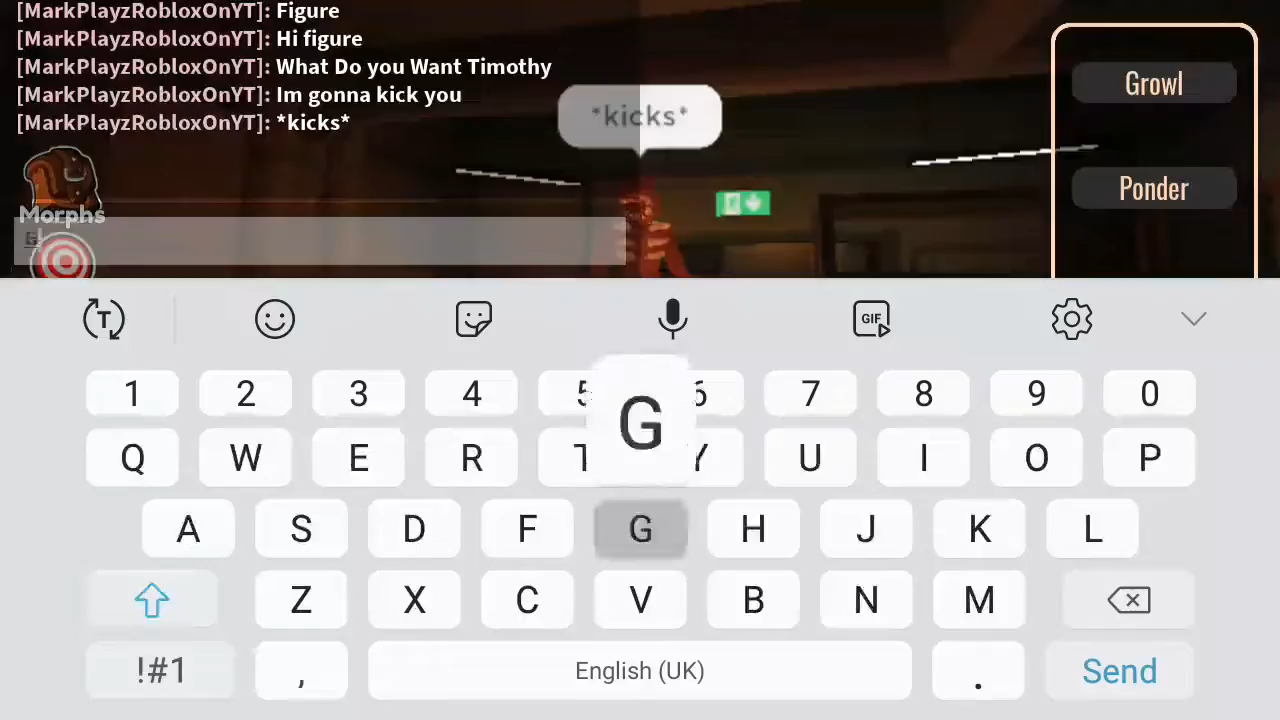 [MarkPlayzRobloxOnYT]: Figure
[MarkPlayzRobloxOnYT]: Hi figure
[MarkPlayzRobloxOnYT]: What Do you Want Timothy
[MarkPlayzRobloxOnYT]: Im gonna kick you
[MarkPlayzRobloxOnYT]: *kicks*
*kicks*
Growl
Ponder
Morphs
G
T
GIF
1 2 3 4 5 6 7 8 9 0
G
Q W E R T Y U I O P
A S D F G H J K L
Z X C V B N M
!#1 , English (UK) . Send